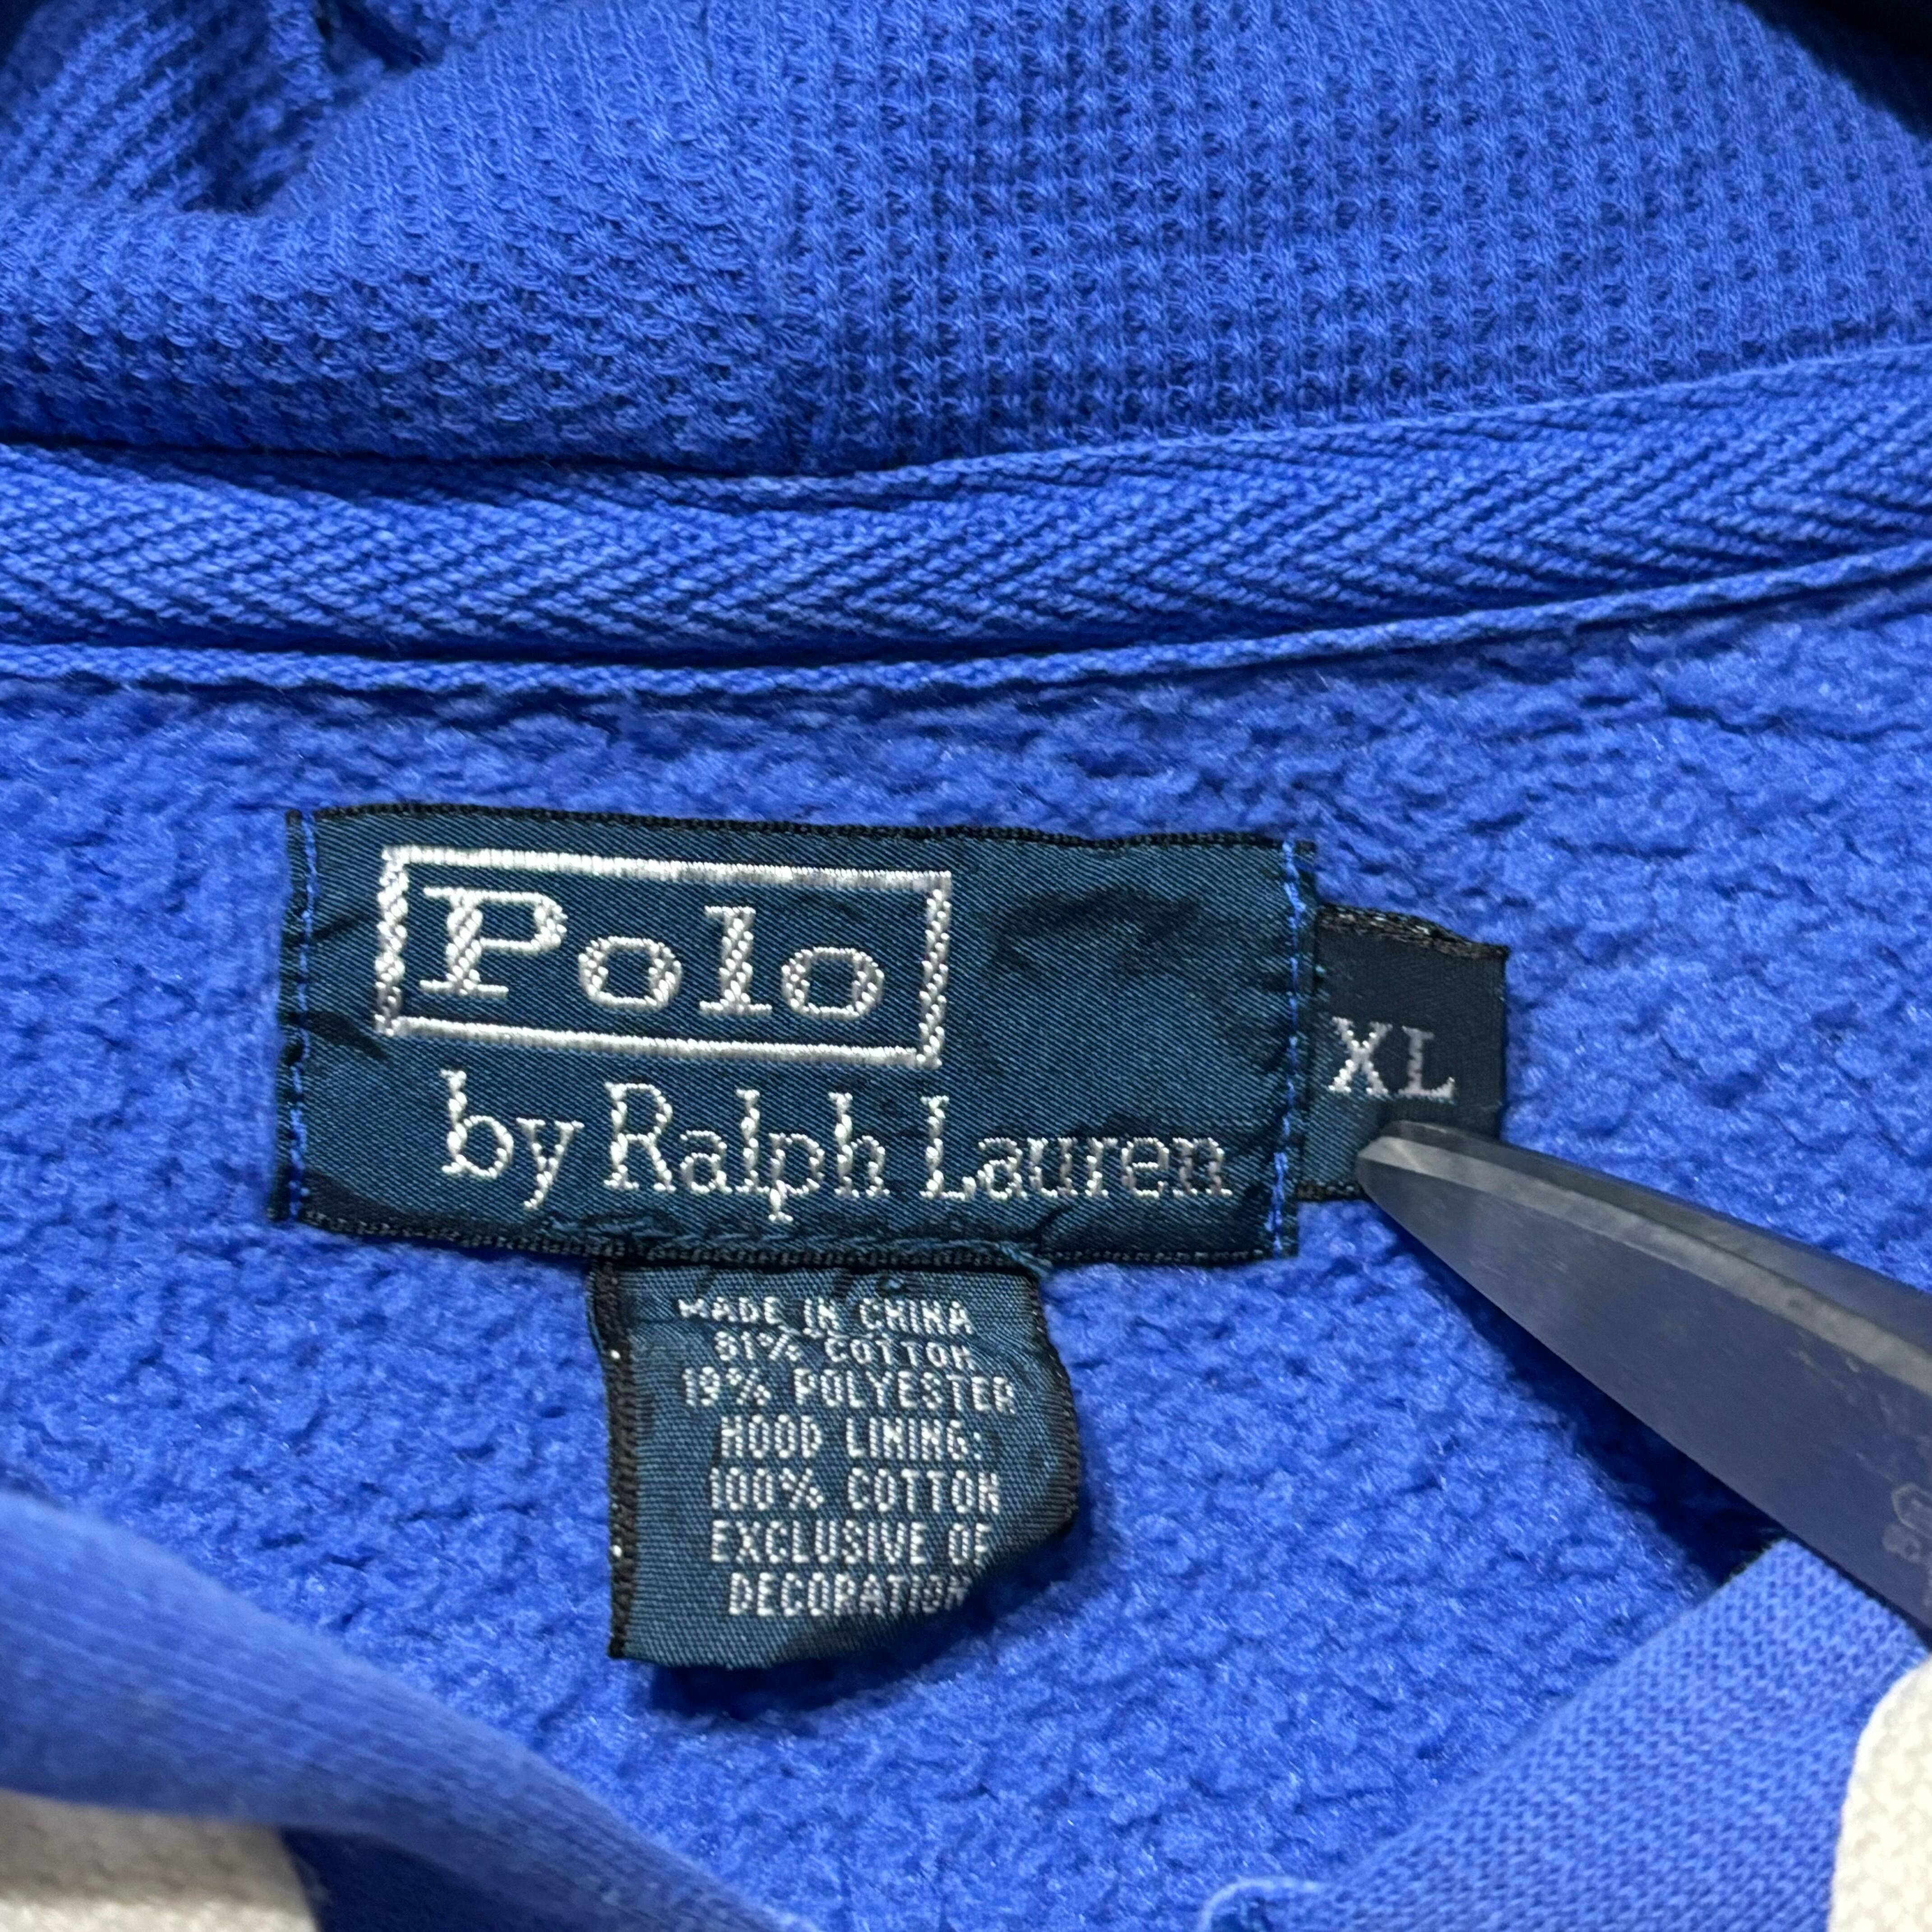 Polo
by Ralph Lauren
XL
MADE IN CHINA
81% COTTON
19% POLYESTER
HOOD LINING:
100% COTTON
EXCLUSIVE OF
DECORATION